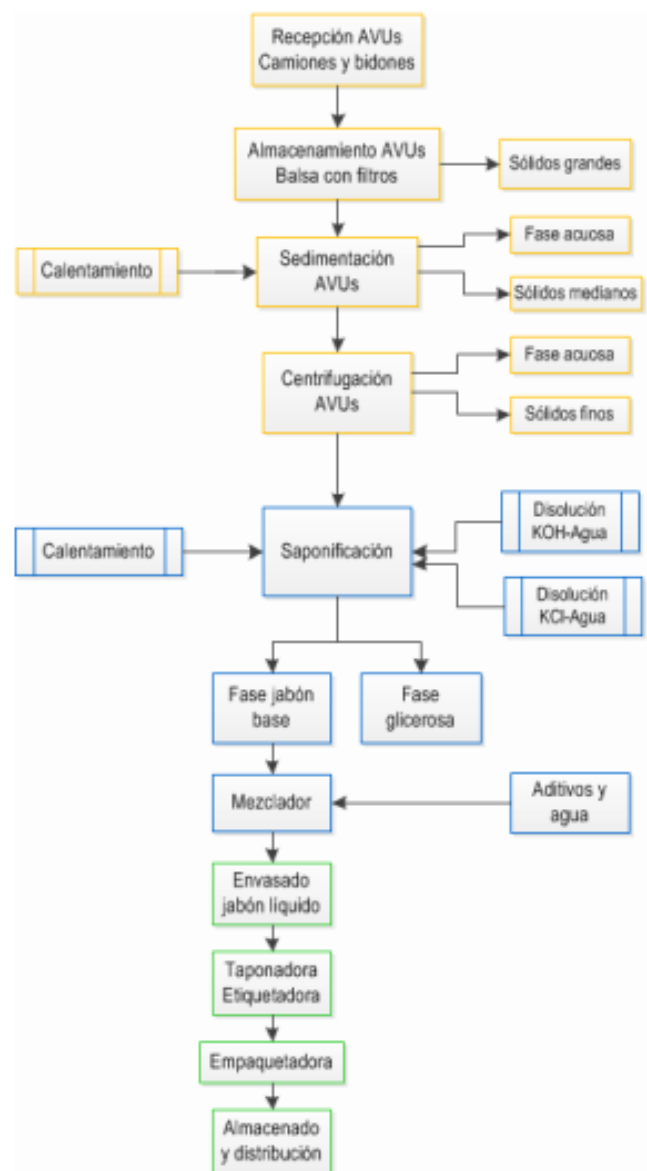 Recepción AVUs
Camiones y bidones
Almacenamiento AVUs
Balsa con filtros
Sólidos grandes
Fase acuosa
Calentamiento
Sedimentación
AVUs
Sólidos medianos
Fase acuosa
Centrifugación
AVUs
Sólidos finos
Disolución
KOH-Agua
Calentamiento
Saponificación
Disolución
KCl-Agua
Fase jabón
base
Fase
glicerosa
Mezclador
Aditivos y
agua
Envasado
jabón líquido
Taponadora
Etiquetadora
Empaquetadora
Almacenado
y distribución